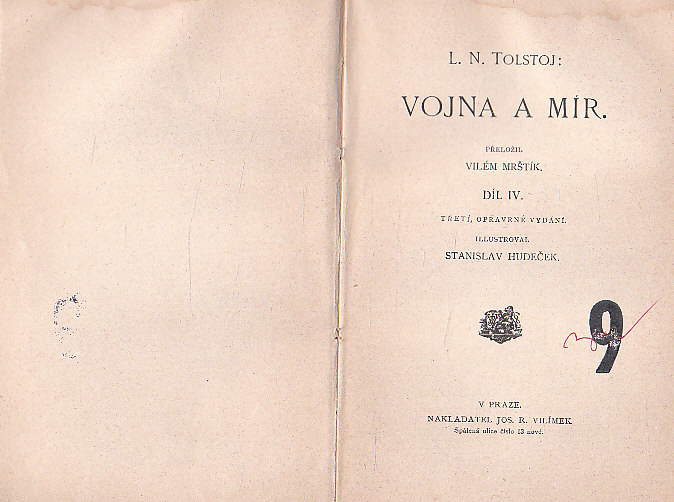 L. N. TOLSTOJ:
VOJNA A MÍR.
PŘELOŽIL
VILÉM MRŠTÍK.
DÍL IV.
TŘETÍ, OPRAVENÉ VYDÁNÍ.
ILLUSTROVAL
STANISLAV HUDEČEK.
9
V PRAZE.
NAKLADATEL JOS. R. VILÍMEK
Spálená ulice číslo 13 nové.